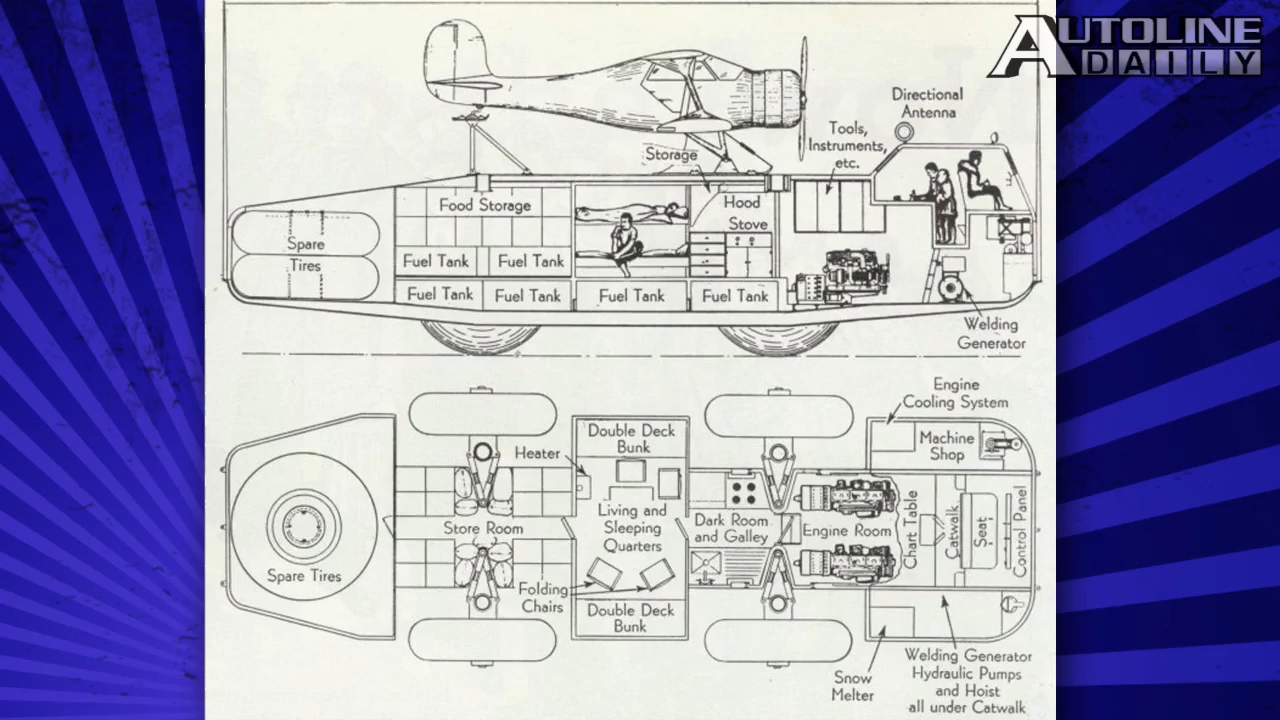 AUTOLINE
DAILY
Directional
Antenna
Tools,
Instruments,
etc.
Storage
Food Storage
Hood
Stove
Spare
Tires
Fuel Tank
Fuel Tank
Fuel Tank
Fuel Tank
Fuel Tank
Fuel Tank
Welding
Generator
Engine
Cooling System
Double Deck
Bunk
Machine
Shop
Heater
Living and
Sleeping
Quarters
Store Room
Dark Room
and Galley
Engine Room
Chart Table
Catwalk
Seat
Control Panel
Spare Tires
Folding
Chairs
Double Deck
Bunk
Snow
Melter
Welding Generator
Hydraulic Pumps
and Hoist
all under Catwalk